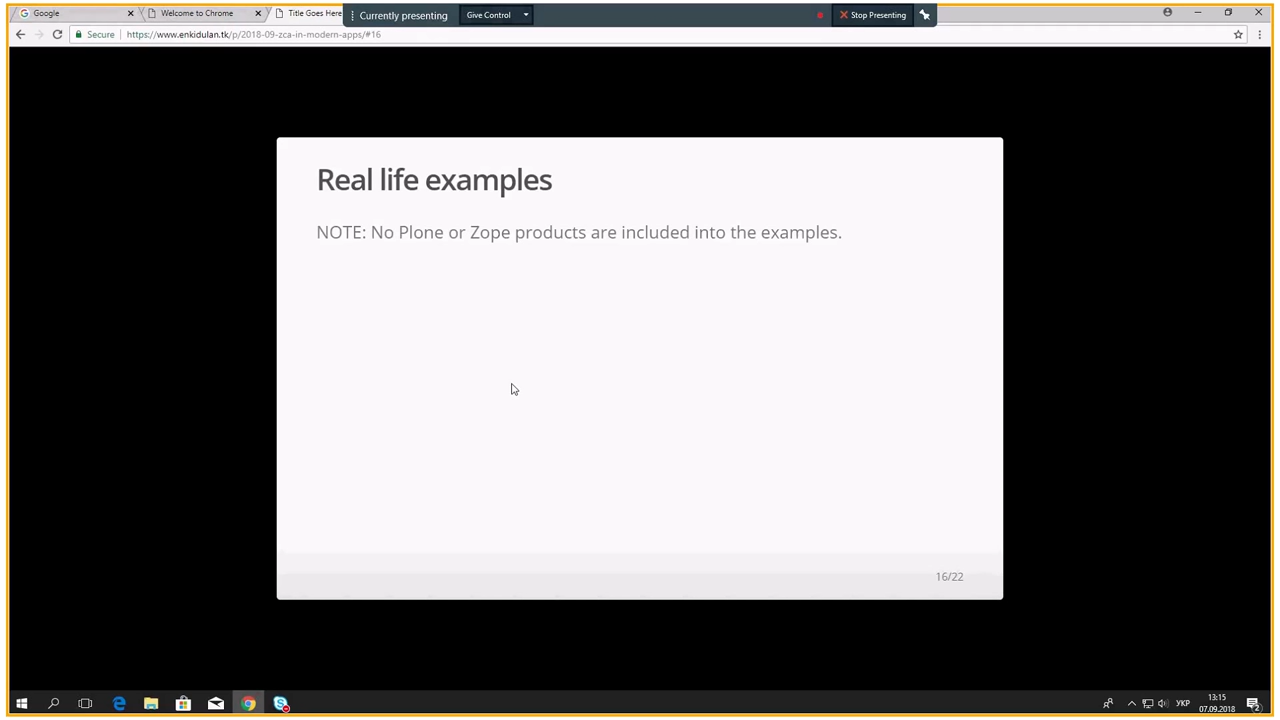 Google
Welcome to Chrome
Title Goes Here
Currently presenting
Give Control
Stop Presenting
Secure
https://www.enkidulan.tk/p/2018-09-zca-in-modern-apps/#16
Real life examples
NOTE: No Plone or Zope products are included into the examples.
16/22
УКР
13:15
07.09.2018
2